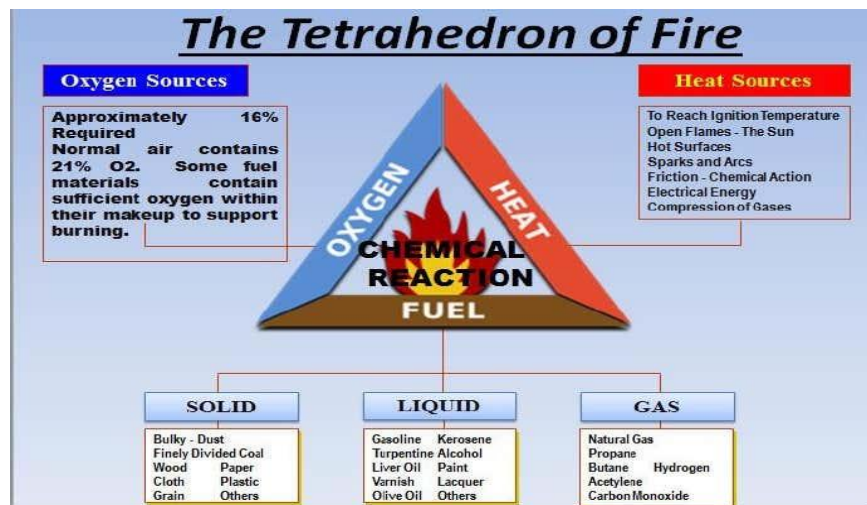 The Tetrahedron of Fire
Oxygen Sources
Approximately 16%
Required
Normal air contains
21% O2. Some fuel
materials contain
sufficient oxygen within
their makeup to support
burning.
Heat Sources
To Reach Ignition Temperature
Open Flames - The Sun
Hot Surfaces
Sparks and Arcs
Friction - Chemical Action
Electrical Energy
Compression of Gases
OXYGEN
HEAT
CHEMICAL
REACTION
FUEL
SOLID
Bulky - Dust
Finely Divided Coal
Wood Paper
Cloth Plastic
Grain Others
LIQUID
Gasoline Kerosene
Turpentine Alcohol
Liver Oil Paint
Varnish Lacquer
Olive Oil Others
GAS
Natural Gas
Propane
Butane Hydrogen
Acetylene
Carbon Monoxide